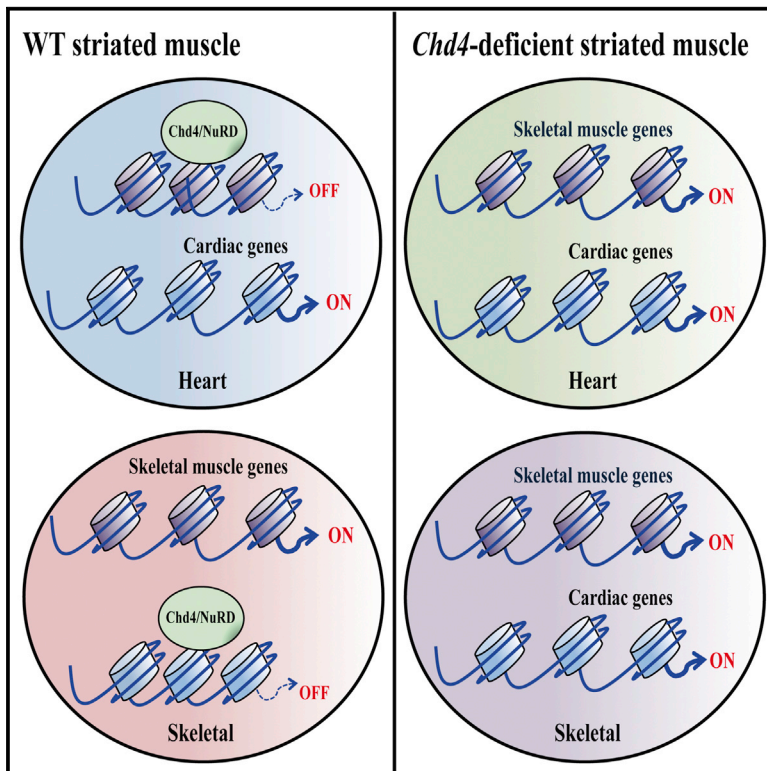 WT striated muscle
Chd4/NuRD
OFF
Cardiac genes
ON
Heart
Skeletal muscle genes
ON
Chd4/NuRD
OFF
Skeletal
Chd4-deficient striated muscle
Skeletal muscle genes
ON
Cardiac genes
ON
Heart
Skeletal muscle genes
ON
Cardiac genes
ON
Skeletal